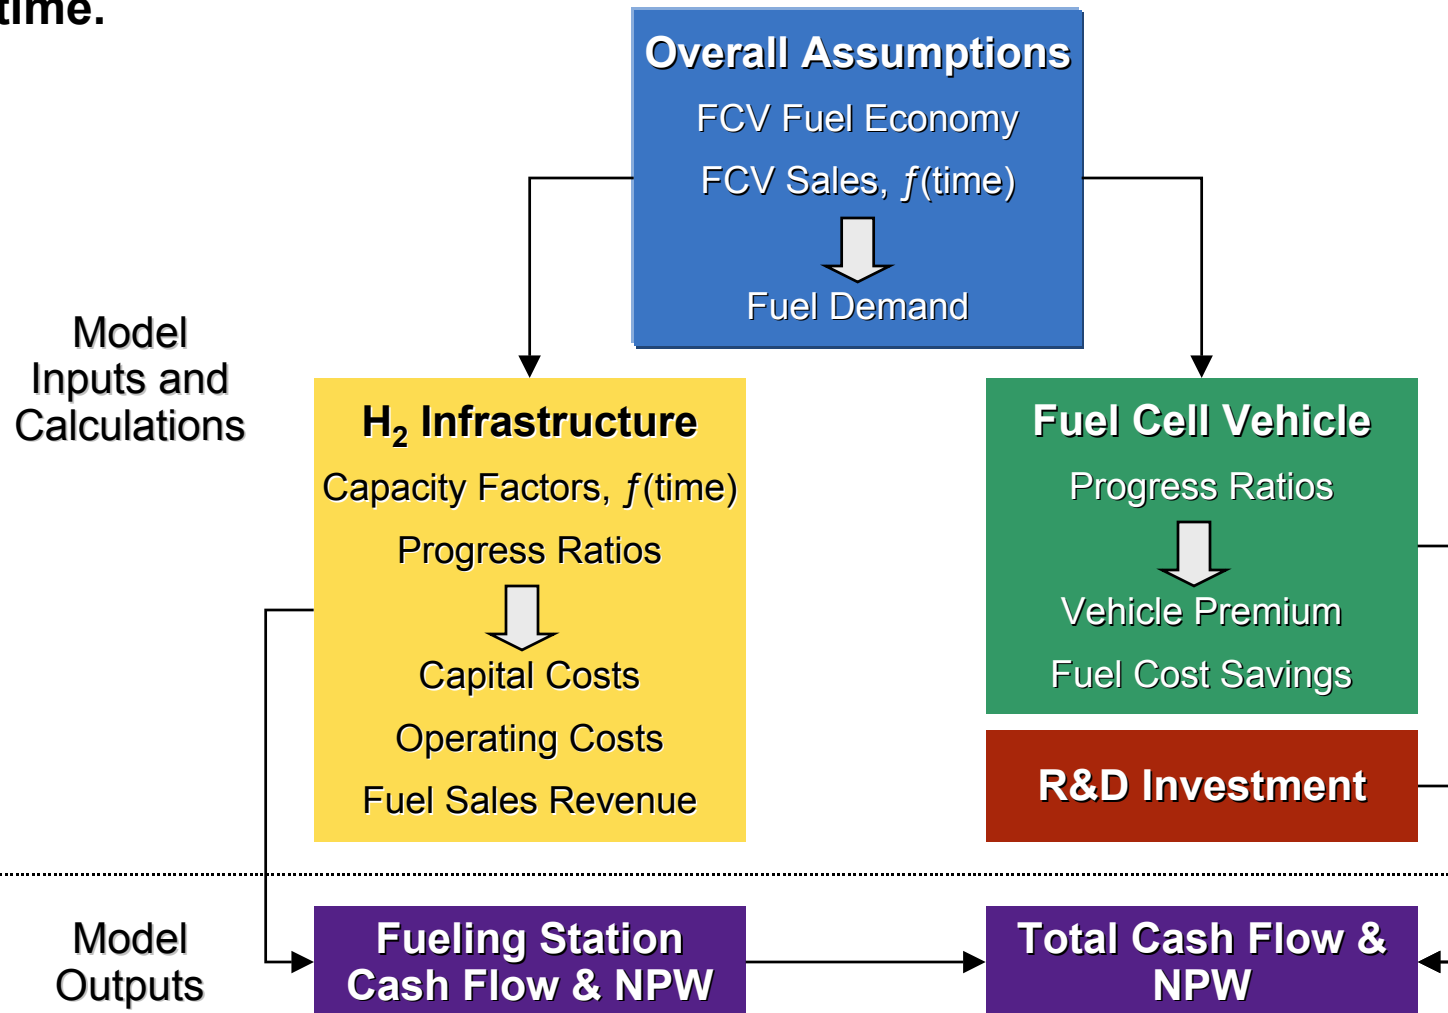 time.
Overall Assumptions
FCV Fuel Economy
FCV Sales, ƒ(time)
Fuel Demand
Model
Inputs and
Calculations
H₂ Infrastructure
Capacity Factors, ƒ(time)
Progress Ratios
Capital Costs
Operating Costs
Fuel Sales Revenue
Fuel Cell Vehicle
Progress Ratios
Vehicle Premium
Fuel Cost Savings
R&D Investment
Model
Outputs
Fueling Station
Cash Flow & NPW
Total Cash Flow &
NPW